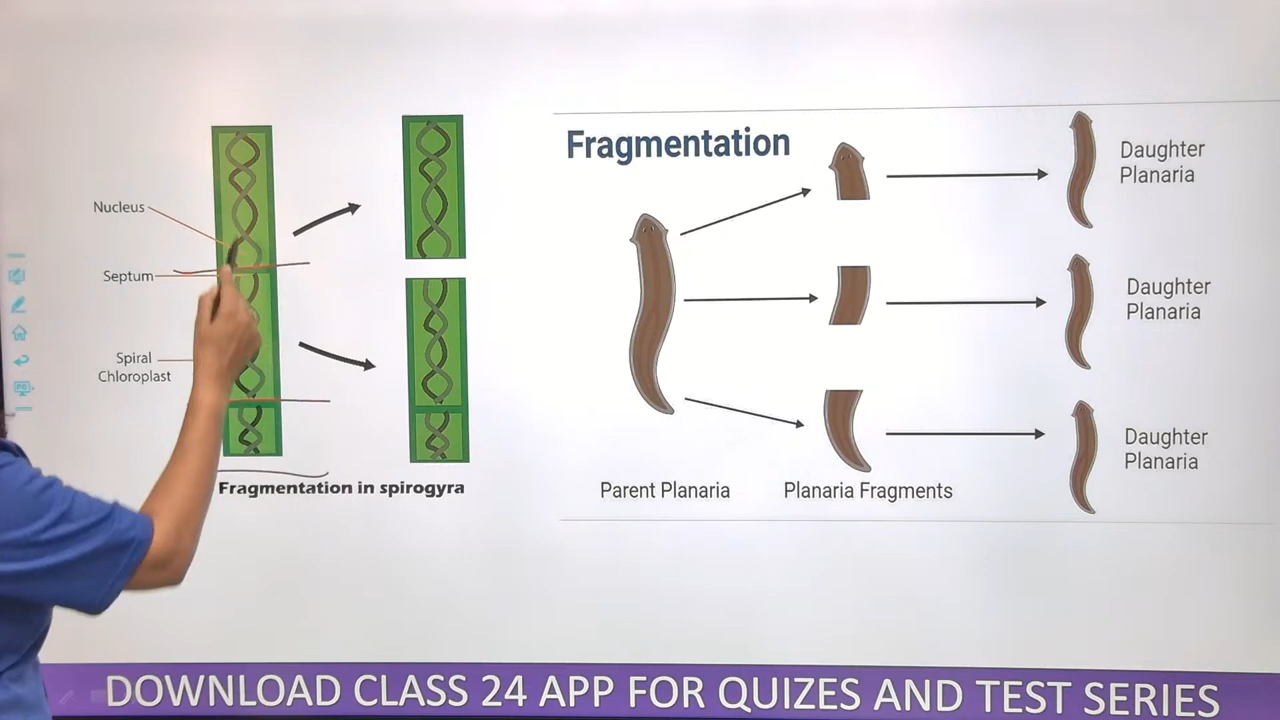 Nucleus
Septum
Spiral
Chloroplast
Fragmentation in spirogyra
Fragmentation
Daughter
Planaria
Daughter
Planaria
Daughter
Planaria
Parent Planaria
Planaria Fragments
DOWNLOAD CLASS 24 APP FOR QUIZES AND TEST SERIES